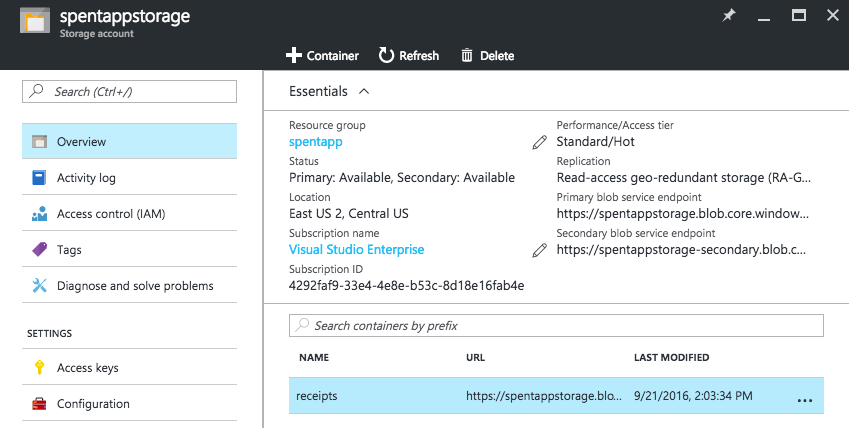 spentappstorage
Storage account
Container Refresh Delete
Search (Ctrl+/)
Overview
Activity log
Access control (IAM)
Tags
Diagnose and solve problems
SETTINGS
Access keys
Configuration
Essentials
Resource group
spentapp
Status
Primary: Available, Secondary: Available
Location
East US 2, Central US
Subscription name
Visual Studio Enterprise
Subscription ID
4292faf9-33e4-4e8e-b53c-8d18e16fab4e
Performance/Access tier
Standard/Hot
Replication
Read-access geo-redundant storage (RA-G...
Primary blob service endpoint
https://spentappstorage.blob.core.window...
Secondary blob service endpoint
https://spentappstorage-secondary.blob.c...
Search containers by prefix
NAME URL LAST MODIFIED
receipts https://spentappstorage.blo... 9/21/2016, 2:03:34 PM ...